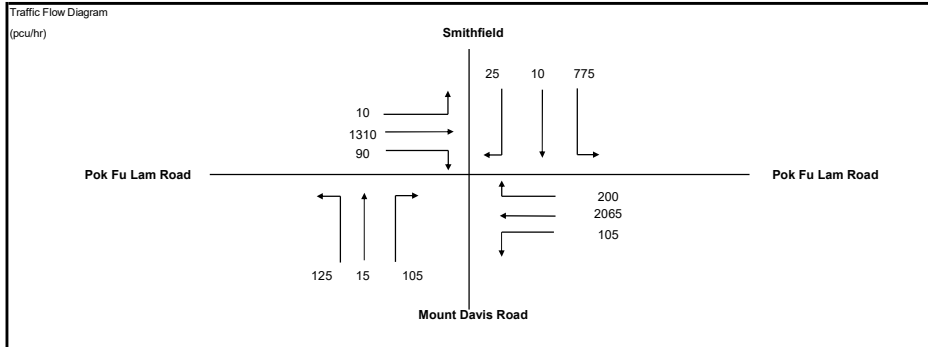 Traffic Flow Diagram
(pcu/hr)
Smithfield
25 10 775
10
1310
90
Pok Fu Lam Road
Pok Fu Lam Road
200
2065
105
125 15 105
Mount Davis Road